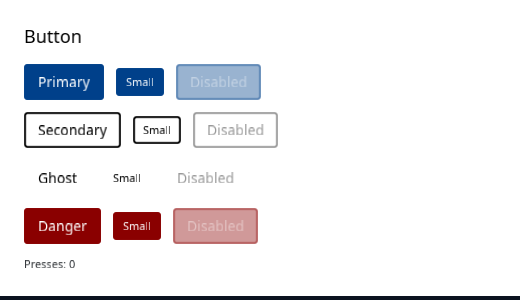 Button
Primary Small Disabled
Secondary Small Disabled
Ghost Small Disabled
Danger Small Disabled
Presses: 0